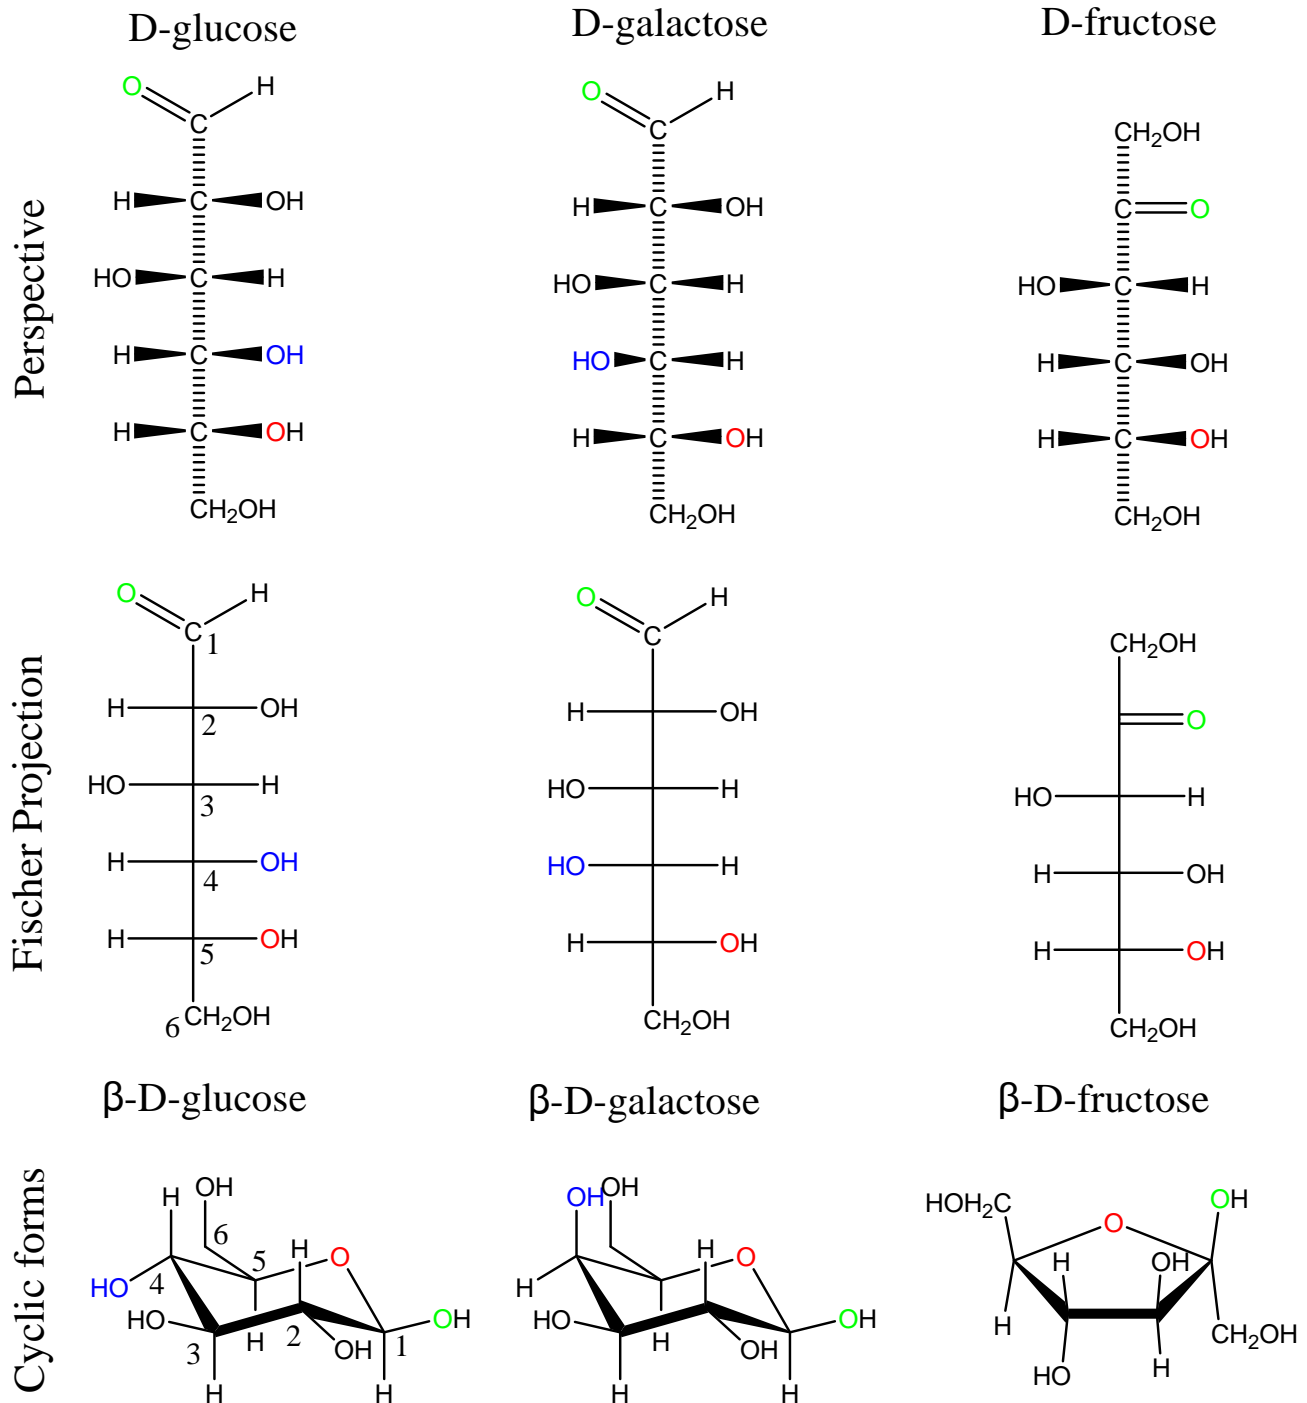 D-glucose D-galactose D-fructose
Perspective
O H
C
H C OH
HO C H
H C OH
H C OH
CH2OH
O H
C
H C OH
HO C H
HO C H
H C OH
CH2OH
CH2OH
C O
HO C H
H C OH
H C OH
CH2OH
Fischer Projection
O H
C 1
H OH
2
HO H
3
H OH
4
H OH
5
6 CH2OH
O H
C
H OH
HO H
HO H
H OH
CH2OH
CH2OH
O
HO H
H OH
H OH
CH2OH
β-D-glucose β-D-galactose β-D-fructose
Cyclic forms
H OH
6
5 H O
HO 4
HO OH
3 H 2 OH 1
H H
OH OH
H O
H
HO OH
H OH
H H
HOH2C O OH
H OH
H CH2OH
HO H